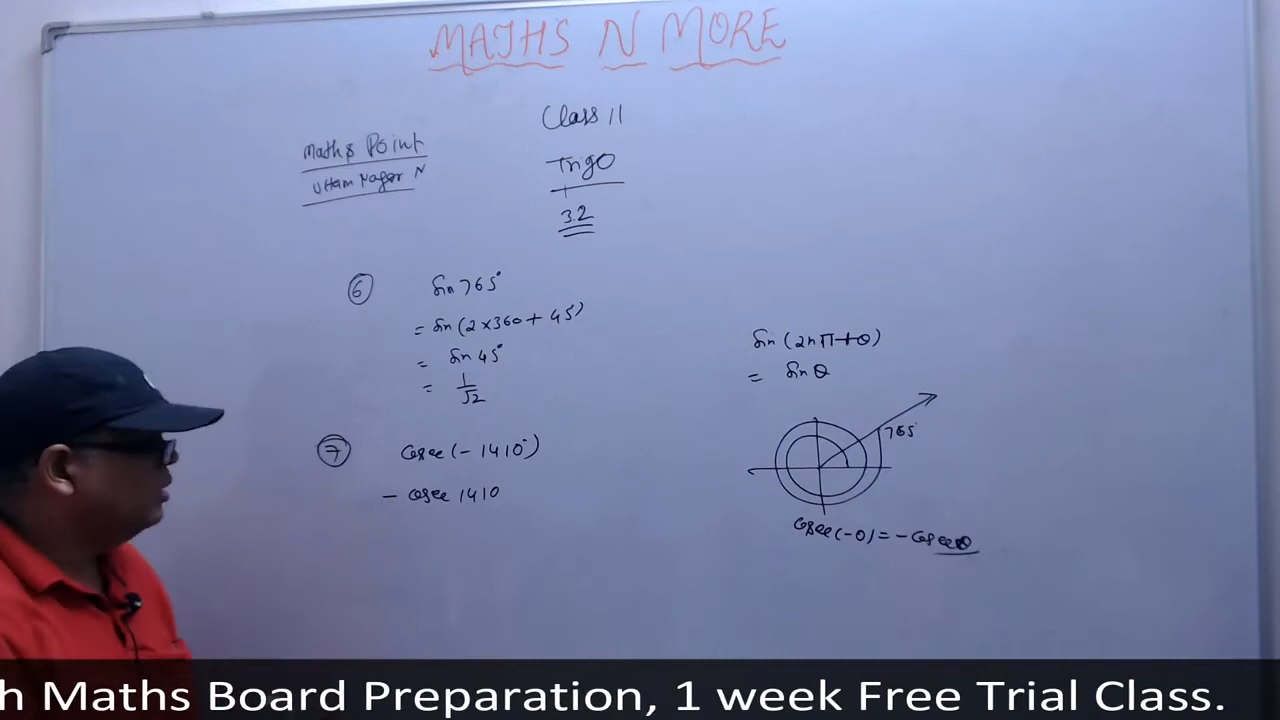 MATHS N MORE
Class 11
Maths Point
Uttam Nagar N
Trigo
3.2
6 sin 765°
= sin (2×360 + 45)
= sin 45°
= 1/√2
sin (2nπ+θ)
= sin θ
765
7 cosec (-1410°)
- cosec 1410
cosec (-θ) = - cosec θ
h Maths Board Preparation, 1 week Free Trial Class.